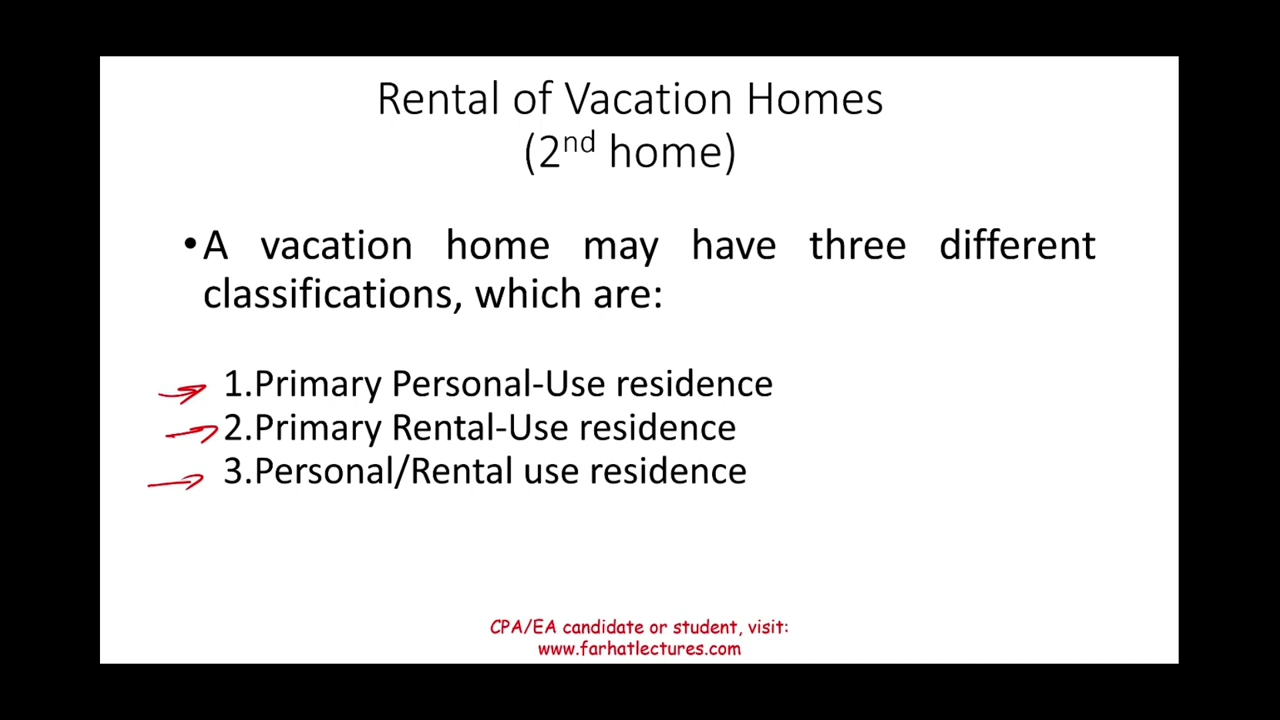 Rental of Vacation Homes
(2nd home)
•A vacation home may have three different
classifications, which are:
1.Primary Personal-Use residence
2.Primary Rental-Use residence
3.Personal/Rental use residence
CPA/EA candidate or student, visit:
www.farhatlectures.com